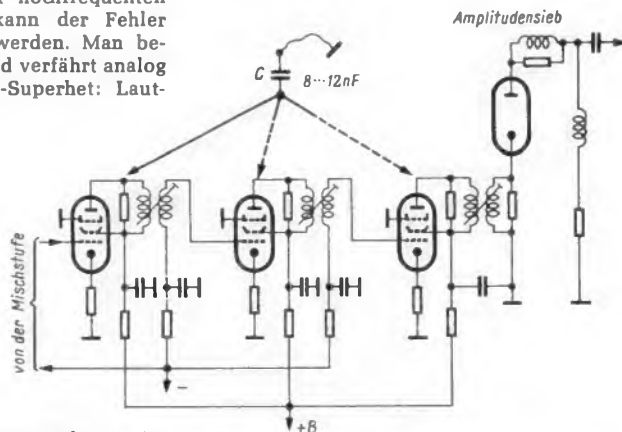 hochfrequenten
kann der Fehler
werden. Man be-
d verfährt analog
-Superhet: Laut-
Amplitudensieb
C
8···12nF
von der Mischstufe
-
+B